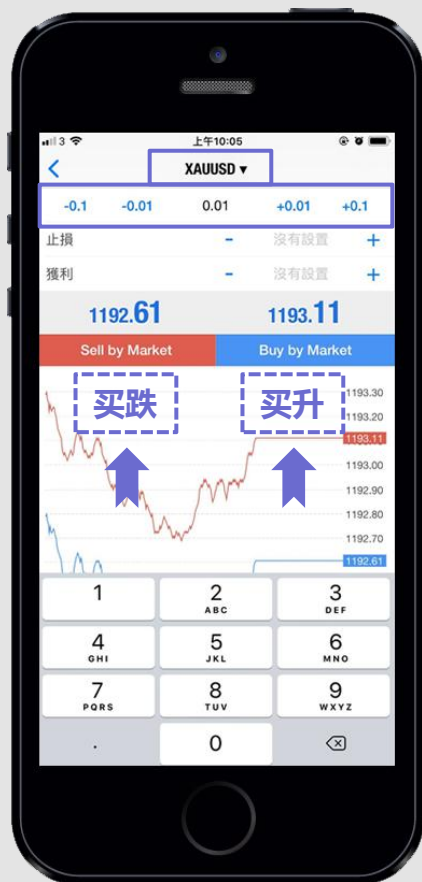 3 上午10:05
XAUUSD ▼
-0.1 -0.01 0.01 +0.01 +0.1
止損 - 沒有設置 +
獲利 - 沒有設置 +
1192.61 1193.11
Sell by Market Buy by Market
买跌 买升
1193.30
1193.20
1193.11
1193.00
1192.90
1192.80
1192.70
1192.61
1 2 3
ABC DEF
4 5 6
GHI JKL MNO
7 8 9
PQRS TUV WXYZ
. 0